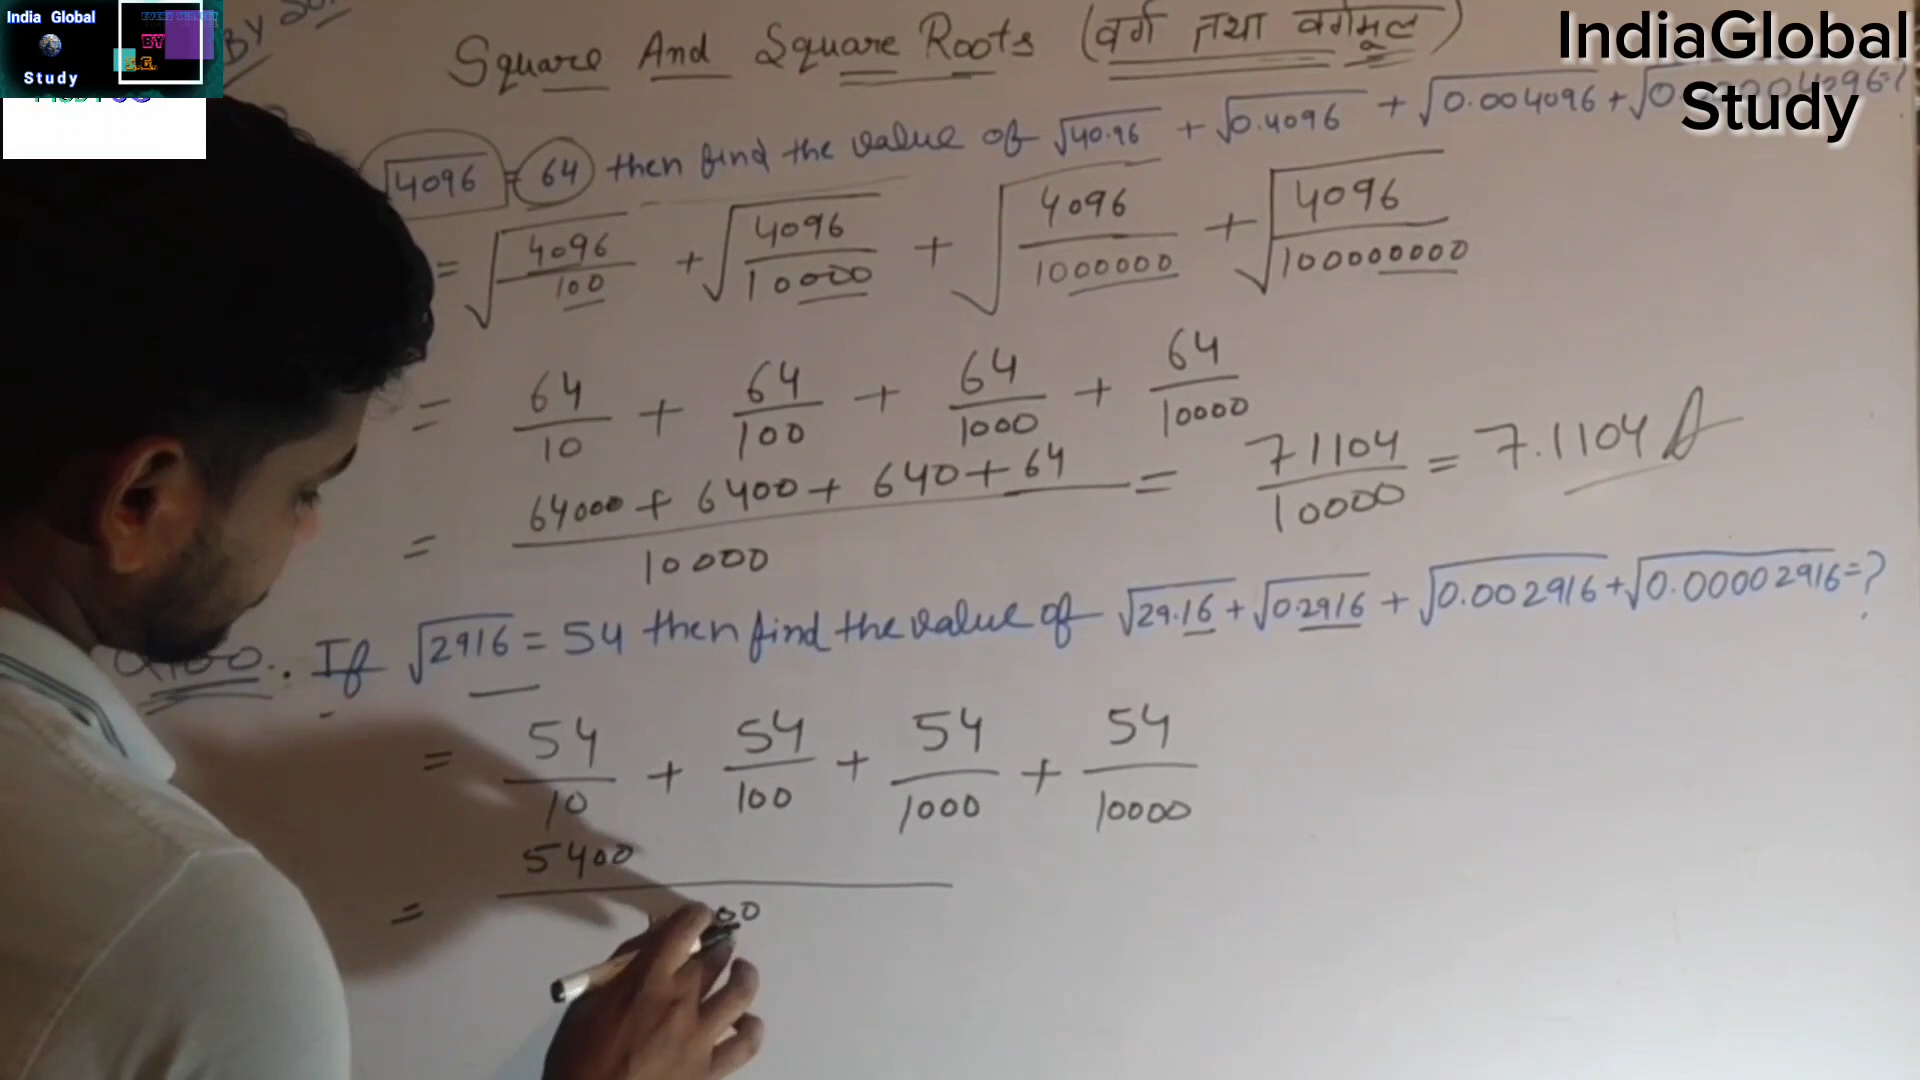 India Global
Study
BY
S.G.
IndiaGlobal
Study
BY
Square And Square Roots (वर्ग तथा वर्गमूल)
√4096 = 64 then find the value of √40.96 + √0.4096 + √0.004096 + √0.00004096=?
= √4096/100 + √4096/10000 + √4096/1000000 + √4096/100000000
= 64/10 + 64/100 + 64/1000 + 64/10000
= 64000 + 6400 + 640 + 64/10000 = 71104/10000 = 7.1104 A
If √2916 = 54 then find the value of √29.16 + √0.2916 + √0.002916 + √0.00002916=?
= 54/10 + 54/100 + 54/1000 + 54/10000
= 5400